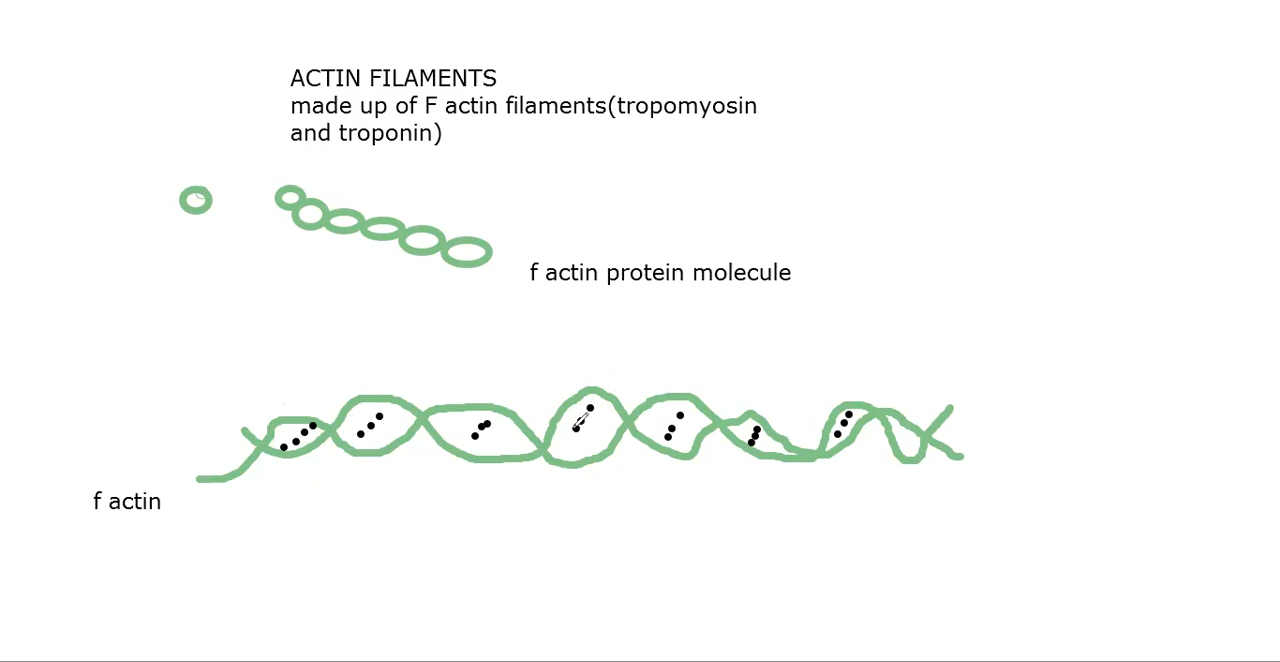 ACTIN FILAMENTS
made up of F actin filaments(tropomyosin
and troponin)
f actin protein molecule
f actin